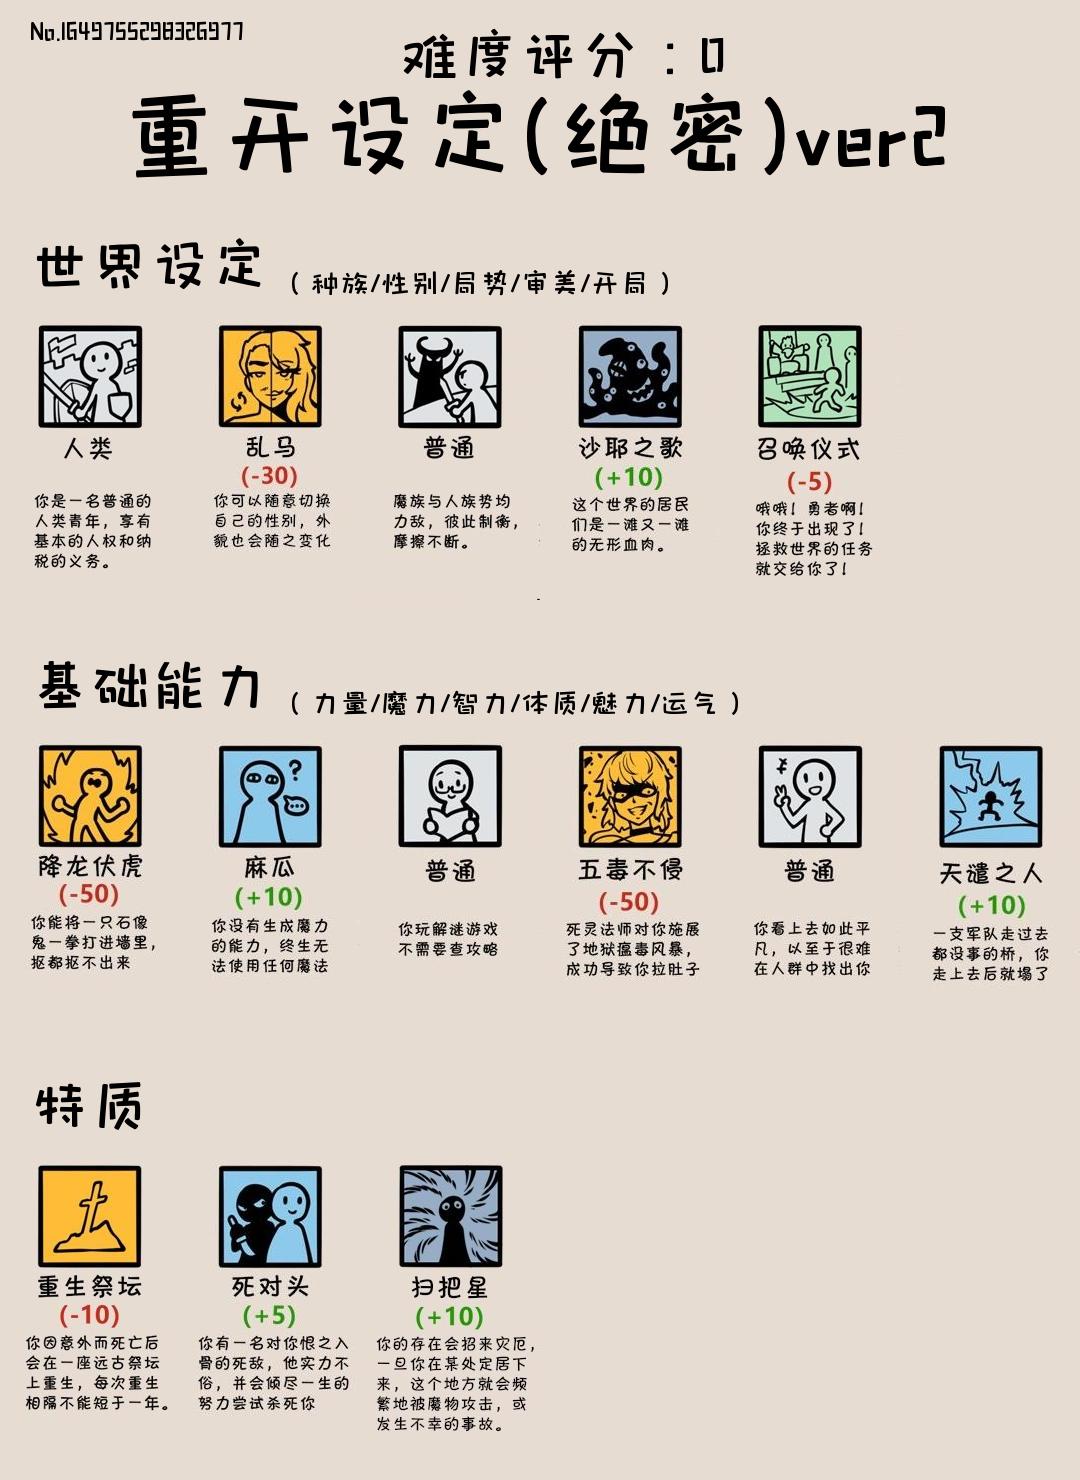 No.1649755298326977
难度评分：0
重开设定(绝密)ver2
世界设定（种族/性别/局势/审美/开局）
人类
乱马
普通
沙耶之歌
召唤仪式
(-30)
(+10)
(-5)
你是一名普通的
人类青年，享有
基本的人权和纳
税的义务。
你可以随意切换
自己的性别，外
貌也会随之变化
魔族与人族势均
力敌，彼此制衡，
摩擦不断。
这个世界的居民
们是一滩又一滩
的无形血肉。
哦哦！勇者啊！
你终于出现了！
拯救世界的任务
就交给你了！
基础能力（力量/魔力/智力/体质/魅力/运气）
降龙伏虎
麻瓜
普通
五毒不侵
普通
天谴之人
(-50)
(+10)
(-50)
(+10)
你能将一只石像
鬼一拳打进墙里，
抠都抠不出来
你没有生成魔力
的能力，终生无
法使用任何魔法
你玩解谜游戏
不需要查攻略
死灵法师对你施展
了地狱瘟毒风暴，
成功导致你拉肚子
你看上去如此平
凡，以至于很难
在人群中找出你
一支军队走过去
都没事的桥，你
走上去后就塌了
特质
重生祭坛
死对头
扫把星
(-10)
(+5)
(+10)
你因意外而死亡后
会在一座远古祭坛
上重生，每次重生
相隔不能短于一年。
你有一名对你恨之入
骨的死敌，他实力不
俗，并会倾尽一生的
努力尝试杀死你
你的存在会招来灾厄，
一旦你在某处定居下
来，这个地方就会频
繁地被魔物攻击，或
发生不幸的事故。